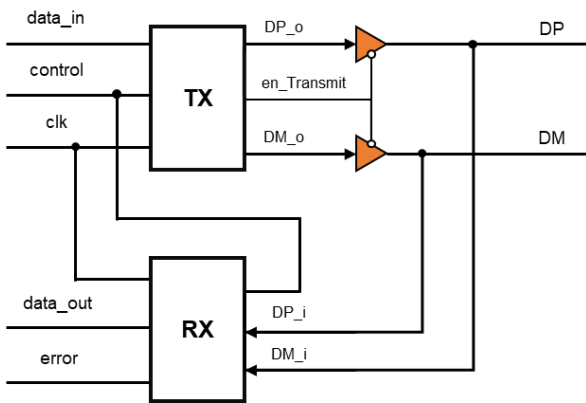 data_in
DP_o
DP
control
TX
en_Transmit
clk
DM_o
DM
data_out
RX
DP_i
error
DM_i